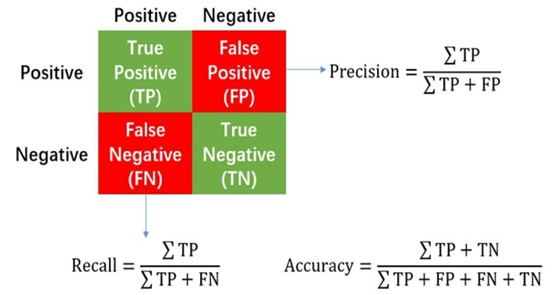 Positive Negative
Positive
True
Positive
(TP)
False
Positive
(FP)
Precision = ∑ TP / ∑ TP + FP
Negative
False
Negative
(FN)
True
Negative
(TN)
Recall = ∑ TP / ∑ TP + FN
Accuracy = ∑ TP + TN / ∑ TP + FP + FN + TN